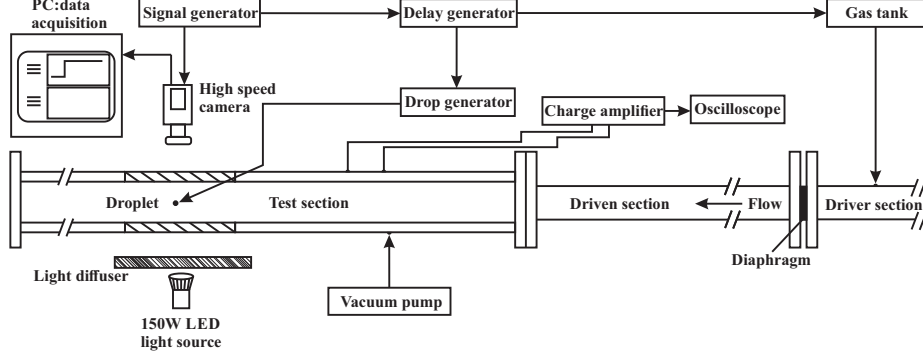 PC:data
acquisition
Signal generator
Delay generator
Gas tank
High speed
camera
Drop generator
Charge amplifier
Oscilloscope
Droplet
Test section
Driven section
Flow
Driver section
Diaphragm
Light diffuser
Vacuum pump
150W LED
light source